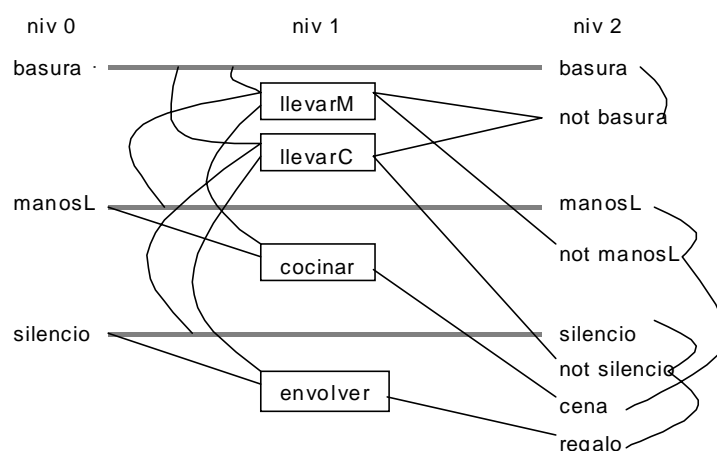 niv 0 niv 1 niv 2
basura basura
llevarM
not basura
llevarC
manosL manosL
not manosL
cocinar
silencio silencio
not silencio
envolver
cena
regalo